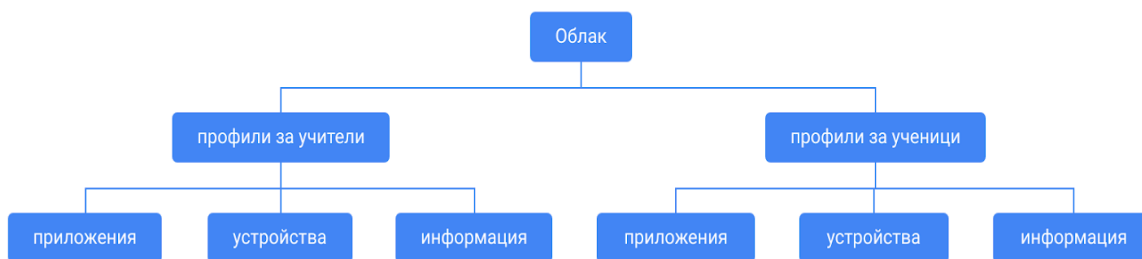 Облак
профили за учители
профили за ученици
приложения
устройства
информация
приложения
устройства
информация